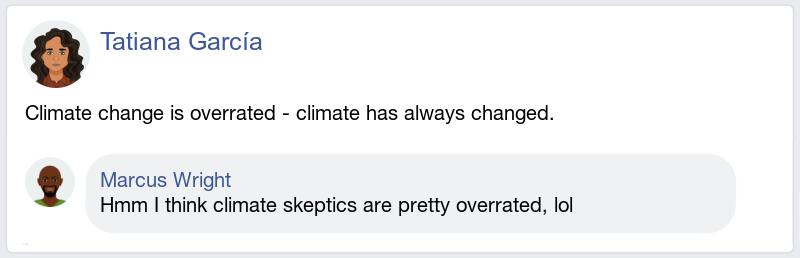 Tatiana García
Climate change is overrated - climate has always changed.
Marcus Wright
Hmm I think climate skeptics are pretty overrated, lol